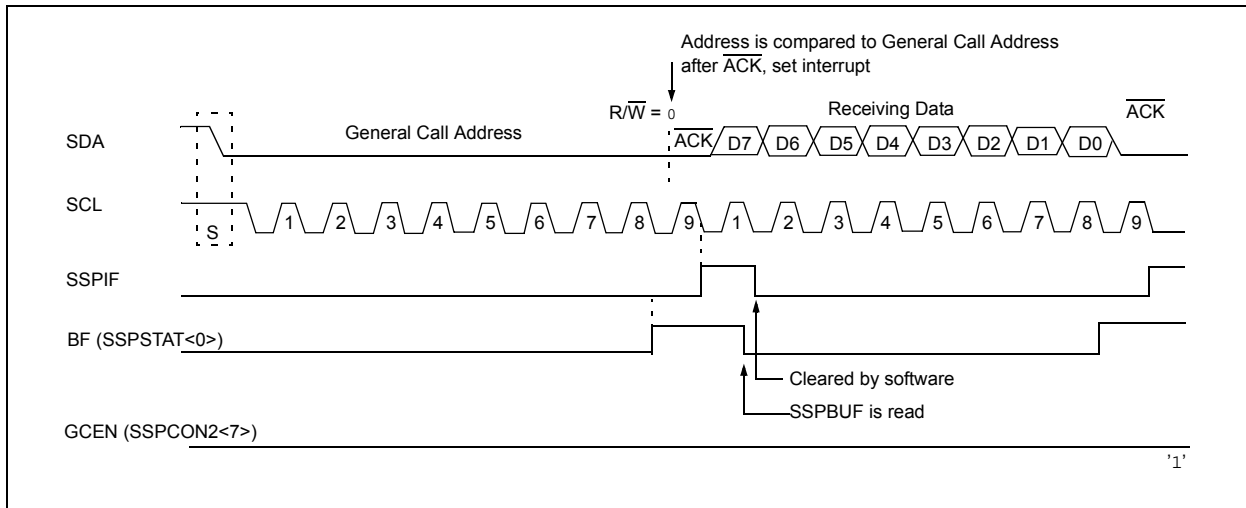 Address is compared to General Call Address
after ACK, set interrupt
R/W = 0
Receiving Data
ACK
SDA
General Call Address
ACK D7 D6 D5 D4 D3 D2 D1 D0
SCL
S
1 2 3 4 5 6 7 8 9 1 2 3 4 5 6 7 8 9
SSPIF
BF (SSPSTAT<0>)
Cleared by software
SSPBUF is read
GCEN (SSPCON2<7>)
'1'